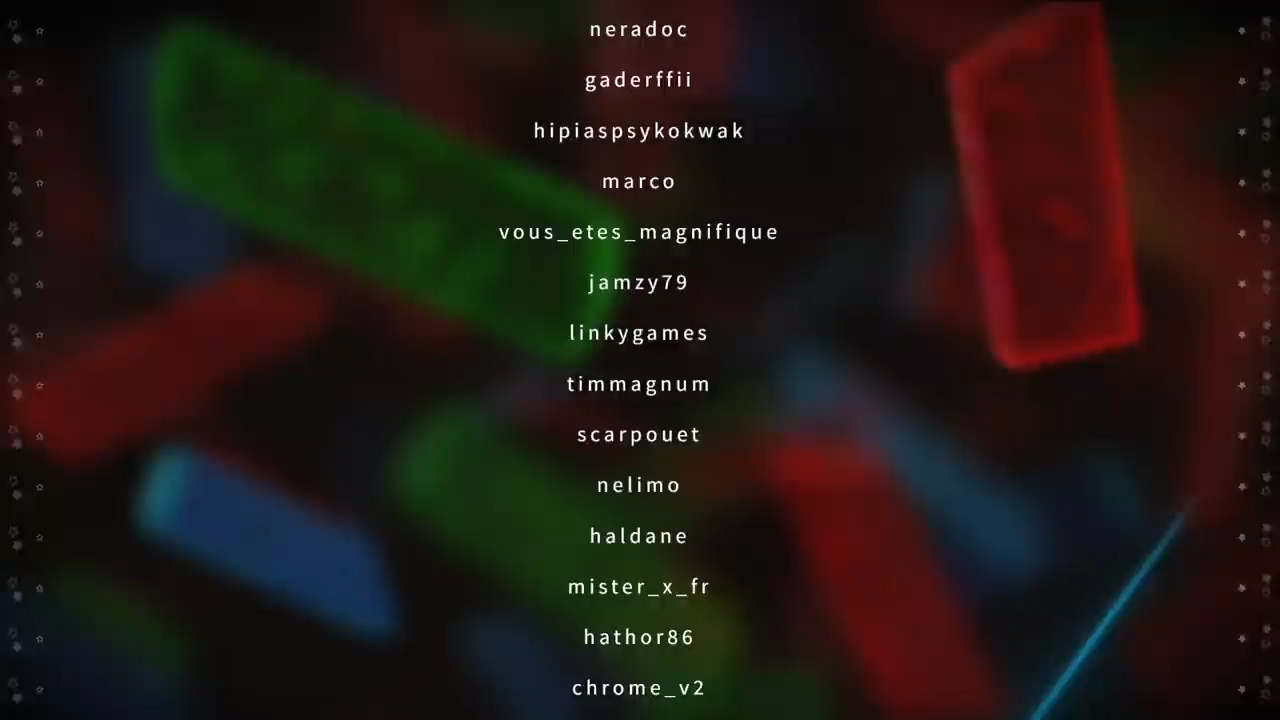 neradoc
gaderffii
hipiaspsykokwak
marco
vous_etes_magnifique
jamzy79
linkygames
timmagnum
scarpouet
nelimo
haldane
mister_x_fr
hathor86
chrome_v2